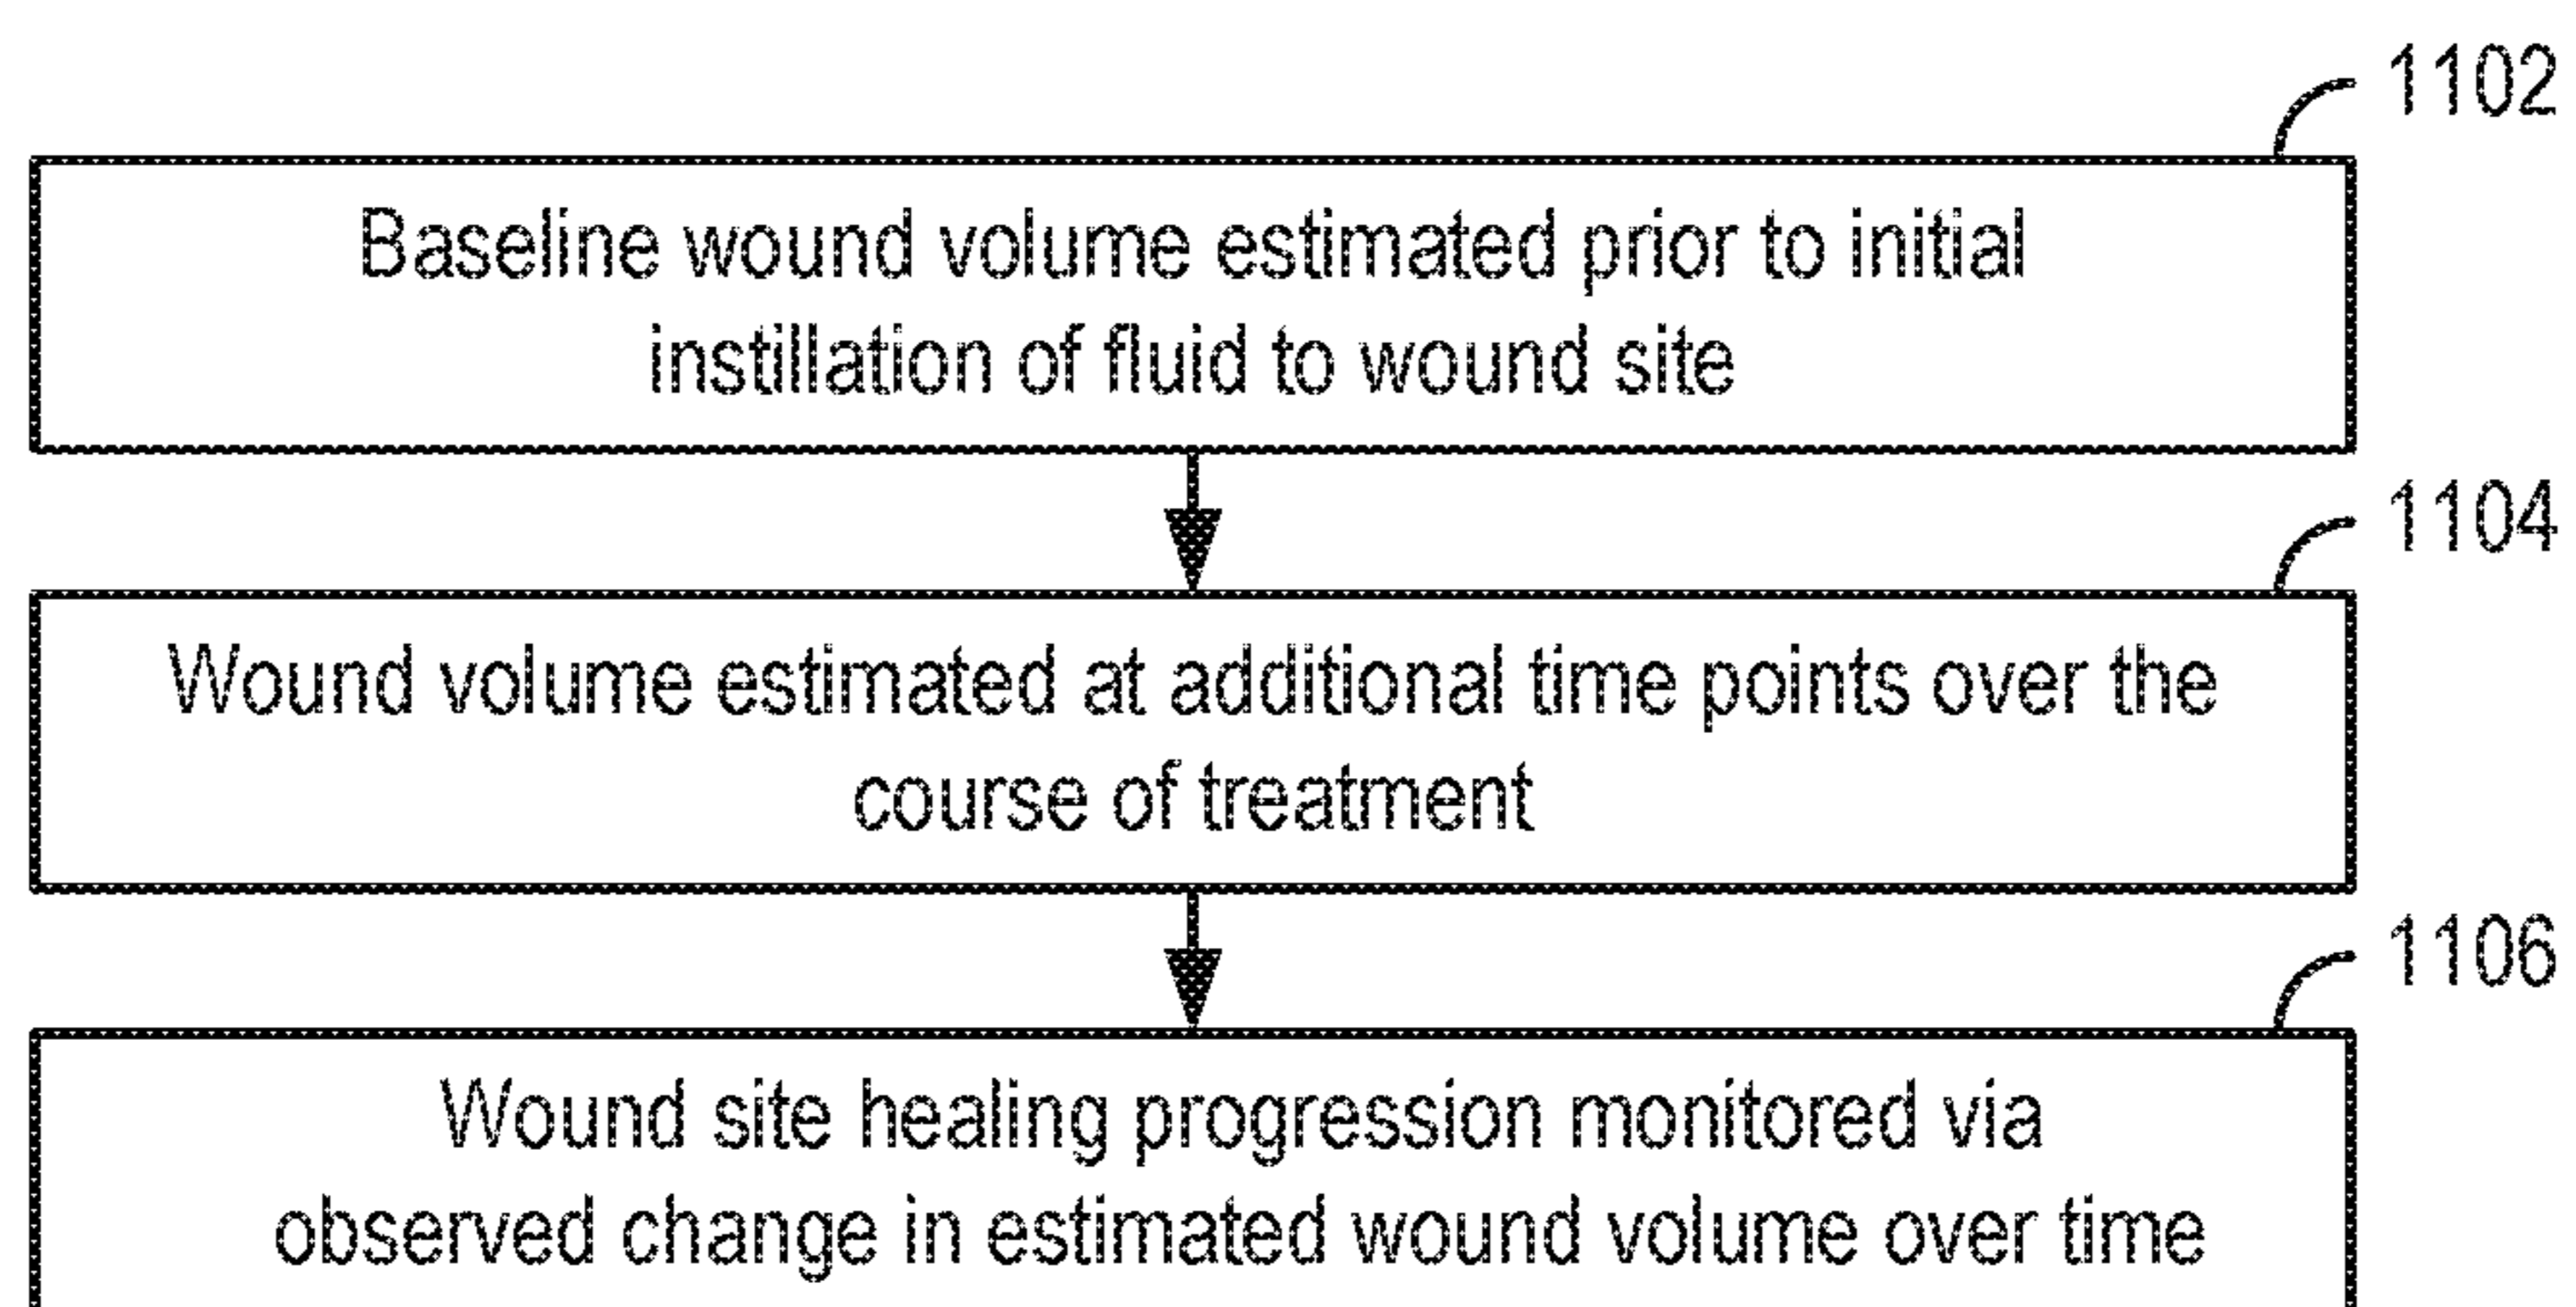 1102
Baseline wound volume estimated prior to initial
instillation of fluid to wound site
1104
Wound volume estimated at additional time points over the
course of treatment
1106
Wound site healing progression monitored via
observed change in estimated wound volume over time